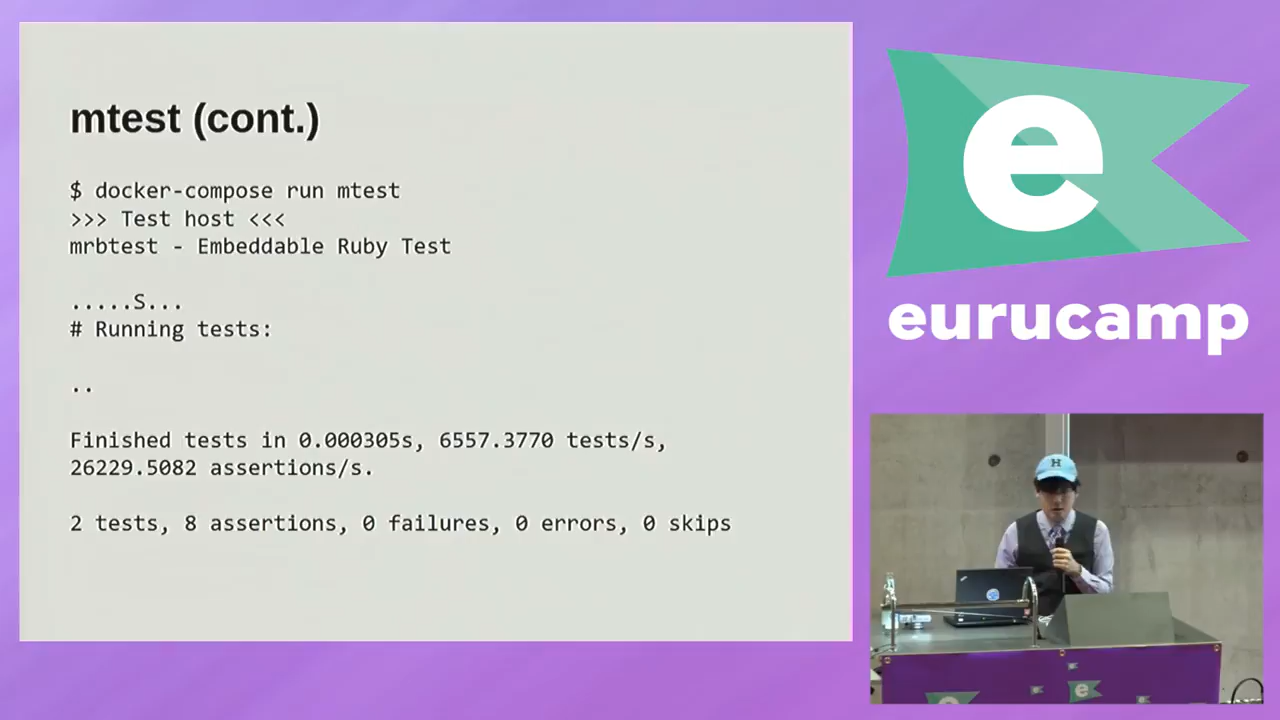 mtest (cont.)
$ docker-compose run mtest
>>> Test host <<<
mrbtest - Embeddable Ruby Test
.....S...
# Running tests:
..
Finished tests in 0.000305s, 6557.3770 tests/s,
26229.5082 assertions/s.
2 tests, 8 assertions, 0 failures, 0 errors, 0 skips
e
eurucamp
H
e